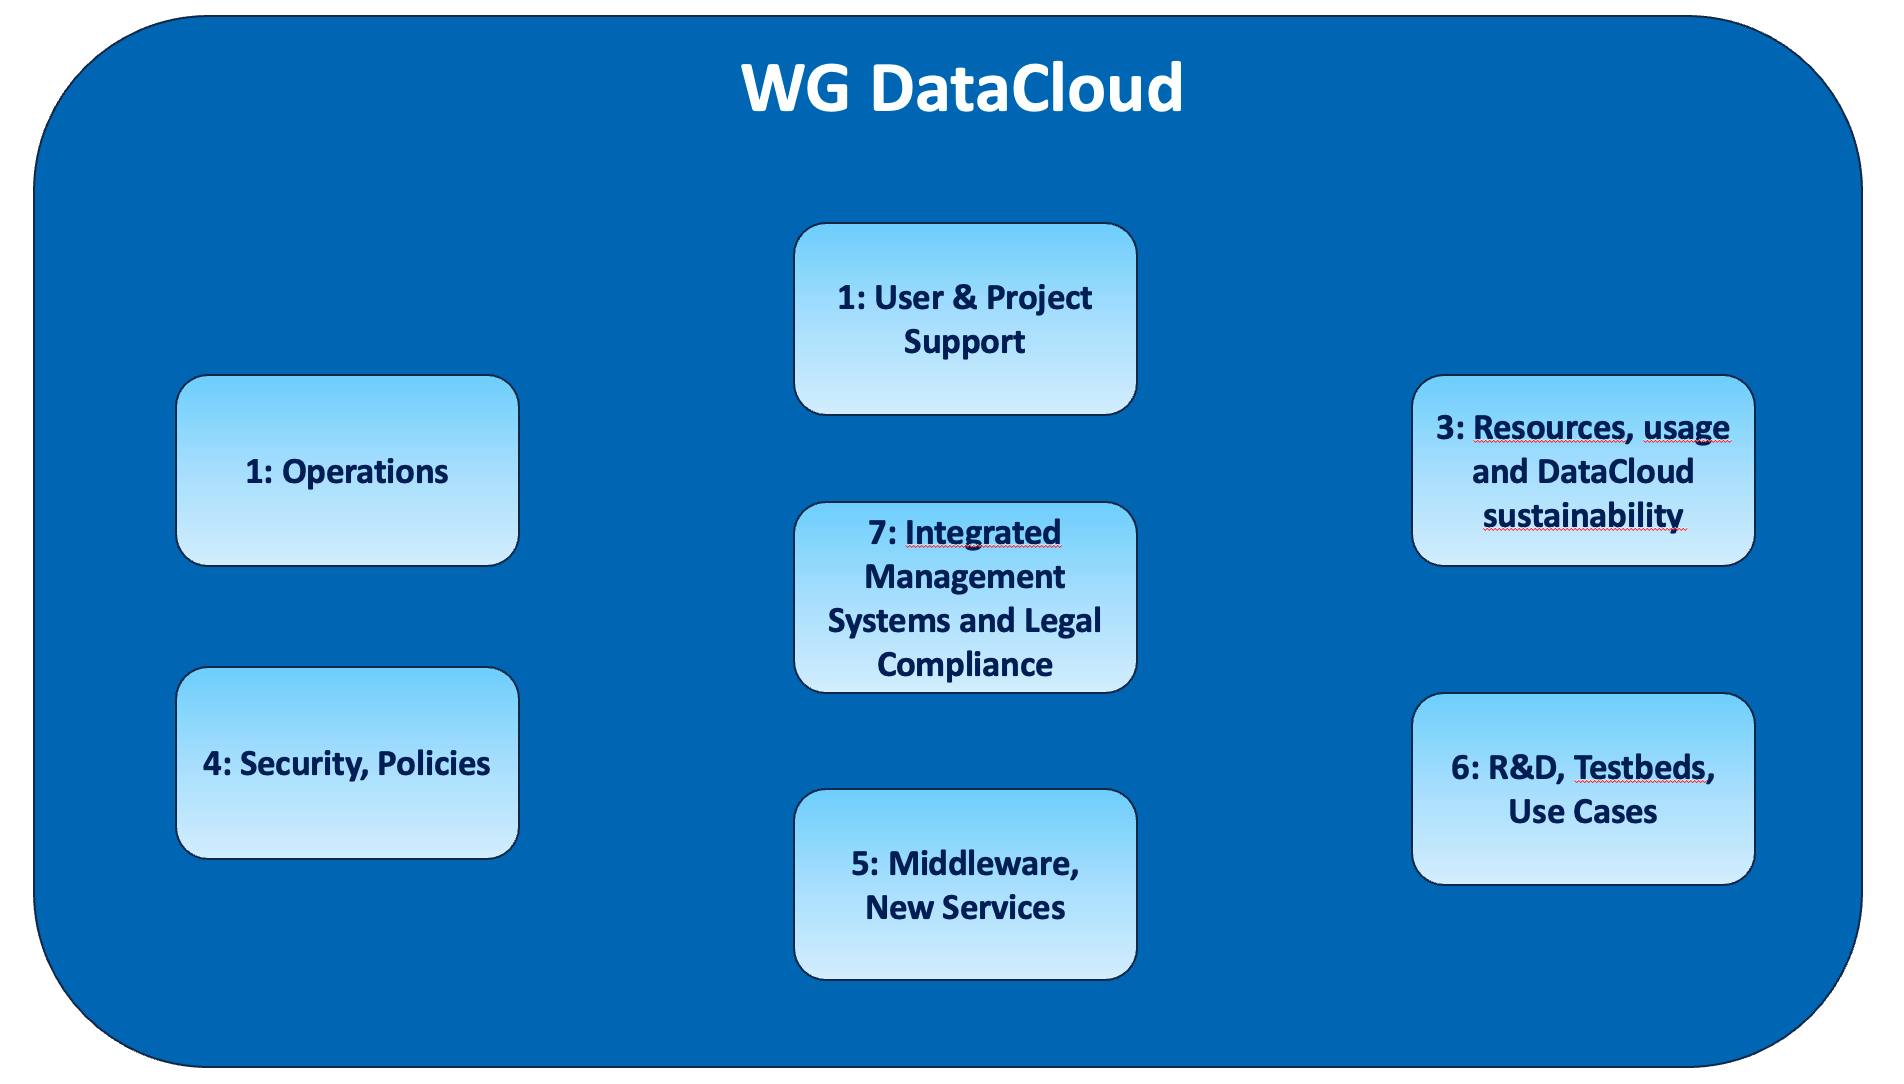 WG DataCloud
1: User & Project
Support
1: Operations
3: Resources, usage
and DataCloud
sustainability
7: Integrated
Management
Systems and Legal
Compliance
4: Security, Policies
6: R&D, Testbeds,
Use Cases
5: Middleware,
New Services